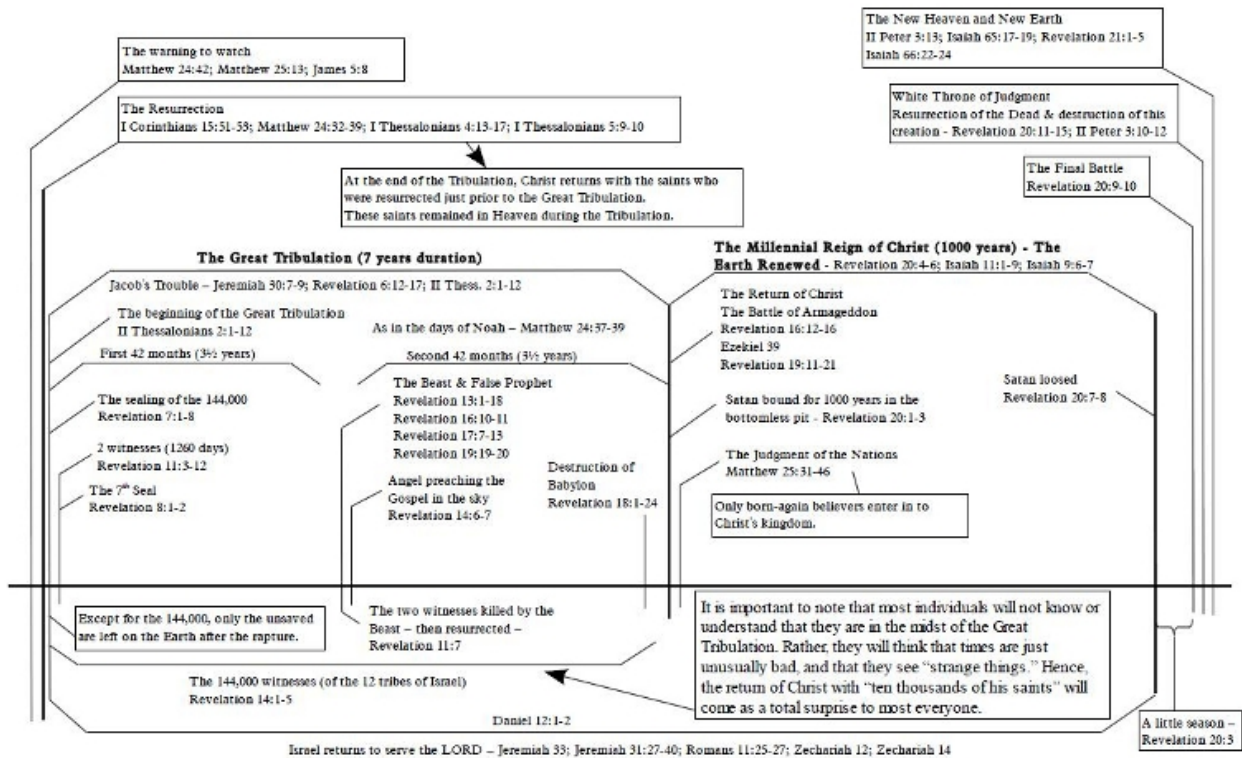 The New Heaven and New Earth
II Peter 3:13; Isaiah 65:17-19; Revelation 21:1-5
Isaiah 66:22-24
The warning to watch
Matthew 24:42; Matthew 25:13; James 5:8
White Throne of Judgment
Resurrection of the Dead & destruction of this
creation - Revelation 20:11-15; II Peter 3:10-12
The Resurrection
I Corinthians 15:51-53; Matthew 24:32-39; I Thessalonians 4:13-17; I Thessalonians 5:9-10
The Final Battle
Revelation 20:9-10
At the end of the Tribulation, Christ returns with the saints who
were resurrected just prior to the Great Tribulation.
These saints remained in Heaven during the Tribulation.
The Great Tribulation (7 years duration)
Jacob's Trouble – Jeremiah 30:7-9; Revelation 6:12-17; II Thess. 2:1-12
The beginning of the Great Tribulation
II Thessalonians 2:1-12
As in the days of Noah – Matthew 24:37-39
First 42 months (3½ years)
Second 42 months (3½ years)
The sealing of the 144,000
Revelation 7:1-8
2 witnesses (1260 days)
Revelation 11:3-12
The 7th Seal
Revelation 8:1-2
The Beast & False Prophet
Revelation 13:1-18
Revelation 16:10-11
Revelation 17:7-13
Revelation 19:19-20
Angel preaching the
Gospel in the sky
Revelation 14:6-7
Destruction of
Babylon
Revelation 18:1-24
The Millennial Reign of Christ (1000 years) - The
Earth Renewed - Revelation 20:4-6; Isaiah 11:1-9; Isaiah 9:6-7
The Return of Christ
The Battle of Armageddon
Revelation 16:12-16
Ezekiel 39
Revelation 19:11-21
Satan bound for 1000 years in the
bottomless pit - Revelation 20:1-3
Satan loosed
Revelation 20:7-8
The Judgment of the Nations
Matthew 25:31-46
Only born-again believers enter in to
Christ's kingdom.
Except for the 144,000, only the unsaved
are left on the Earth after the rapture.
The two witnesses killed by the
Beast – then resurrected –
Revelation 11:7
It is important to note that most individuals will not know or
understand that they are in the midst of the Great
Tribulation. Rather, they will think that times are just
unusually bad, and that they see “strange things.” Hence,
the return of Christ with “ten thousands of his saints” will
come as a total surprise to most everyone.
The 144,000 witnesses (of the 12 tribes of Israel)
Revelation 14:1-5
Daniel 12:1-2
A little season –
Revelation 20:3
Israel returns to serve the LORD – Jeremiah 33; Jeremiah 31:27-40; Romans 11:25-27; Zechariah 12; Zechariah 14